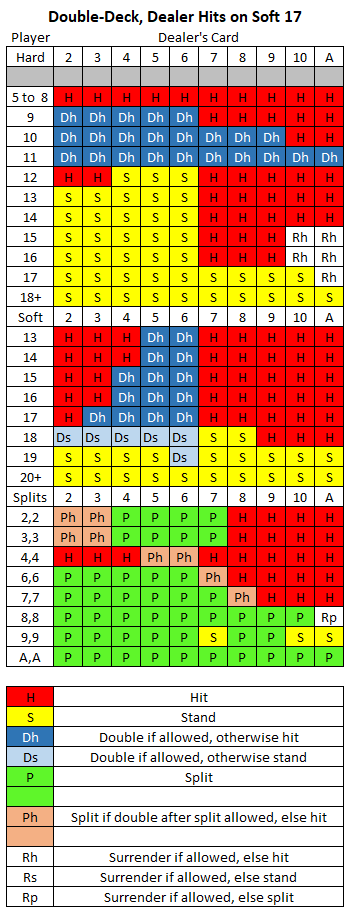 Double-Deck, Dealer Hits on Soft 17
Player Dealer's Card
Hard 2 3 4 5 6 7 8 9 10 A
5 to 8 H H H H H H H H H H
9 Dh Dh Dh Dh Dh H H H H H
10 Dh Dh Dh Dh Dh Dh Dh Dh H H
11 Dh Dh Dh Dh Dh Dh Dh Dh Dh Dh
12 H H S S S H H H H H
13 S S S S S H H H H H
14 S S S S S H H H H H
15 S S S S S H H H Rh Rh
16 S S S S S H H H Rh Rh
17 S S S S S S S S S Rh
18+ S S S S S S S S S S
Soft 2 3 4 5 6 7 8 9 10 A
13 H H H Dh Dh H H H H H
14 H H H Dh Dh H H H H H
15 H H Dh Dh Dh H H H H H
16 H H Dh Dh Dh H H H H H
17 H Dh Dh Dh Dh H H H H H
18 Ds Ds Ds Ds Ds S S H H H
19 S S S S Ds S S S S S
20+ S S S S S S S S S S
Splits 2 3 4 5 6 7 8 9 10 A
2,2 Ph Ph P P P P H H H H
3,3 Ph Ph P P P P H H H H
4,4 H H H Ph Ph H H H H H
6,6 P P P P P Ph H H H H
7,7 P P P P P P Ph H H H
8,8 P P P P P P P P P Rp
9,9 P P P P P S P P S S
A,A P P P P P P P P P P
H Hit
S Stand
Dh Double if allowed, otherwise hit
Ds Double if allowed, otherwise stand
P Split
Ph Split if double after split allowed, else hit
Rh Surrender if allowed, else hit
Rs Surrender if allowed, else stand
Rp Surrender if allowed, else split